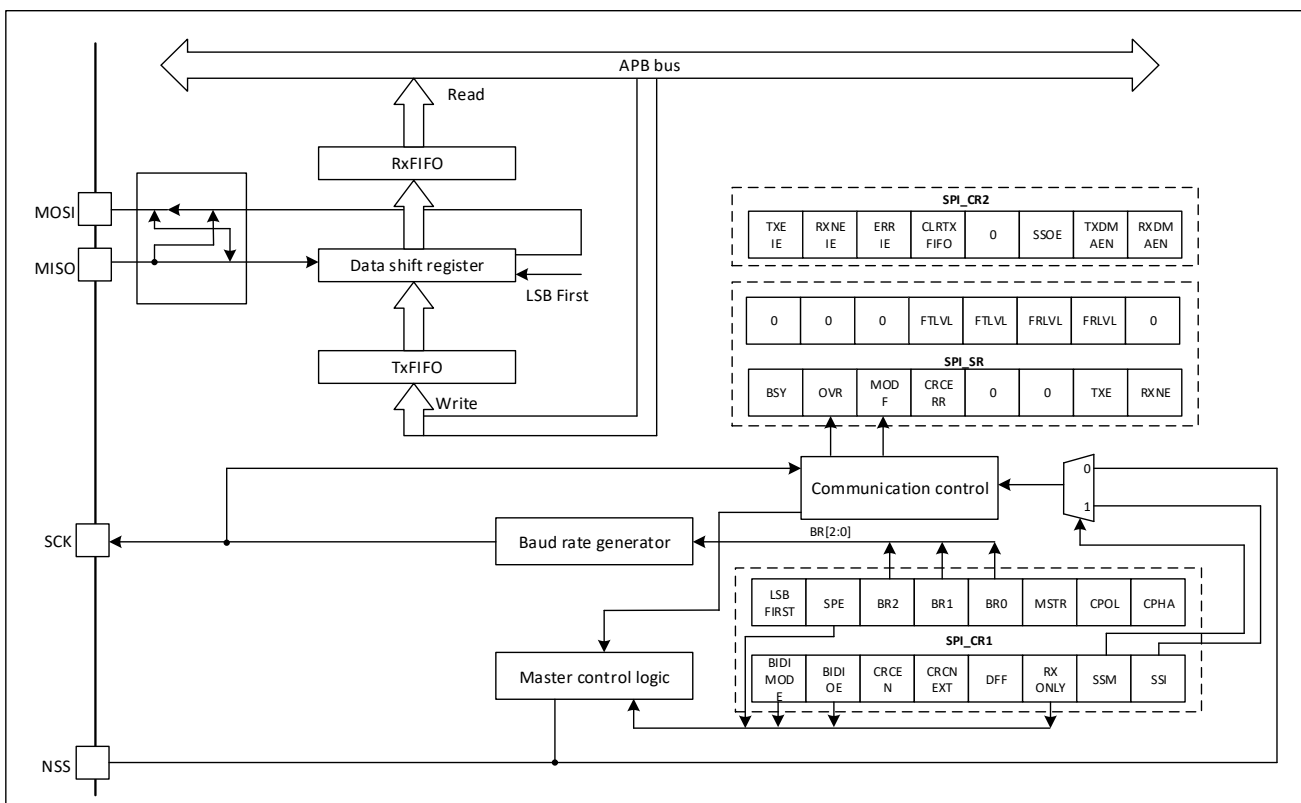 APB bus
Read
RxFIFO
MOSI
MISO
Data shift register
LSB First
TxFIFO
Write
SPI_CR2
TXE
IE
RXNE
IE
ERR
IE
CLRTX
FIFO
0
SSOE
TXDM
AEN
RXDM
AEN
0
0
0
FTLVL
FTLVL
FRLVL
FRLVL
0
SPI_SR
BSY
OVR
MOD
F
CRCE
RR
0
0
TXE
RXNE
Communication control
0
1
SCK
Baud rate generator
BR[2:0]
LSB
FIRST
SPE
BR2
BR1
BR0
MSTR
CPOL
CPHA
SPI_CR1
Master control logic
BIDI
MOD
E
BIDI
OE
CRCE
N
CRCN
EXT
DFF
RX
ONLY
SSM
SSI
NSS